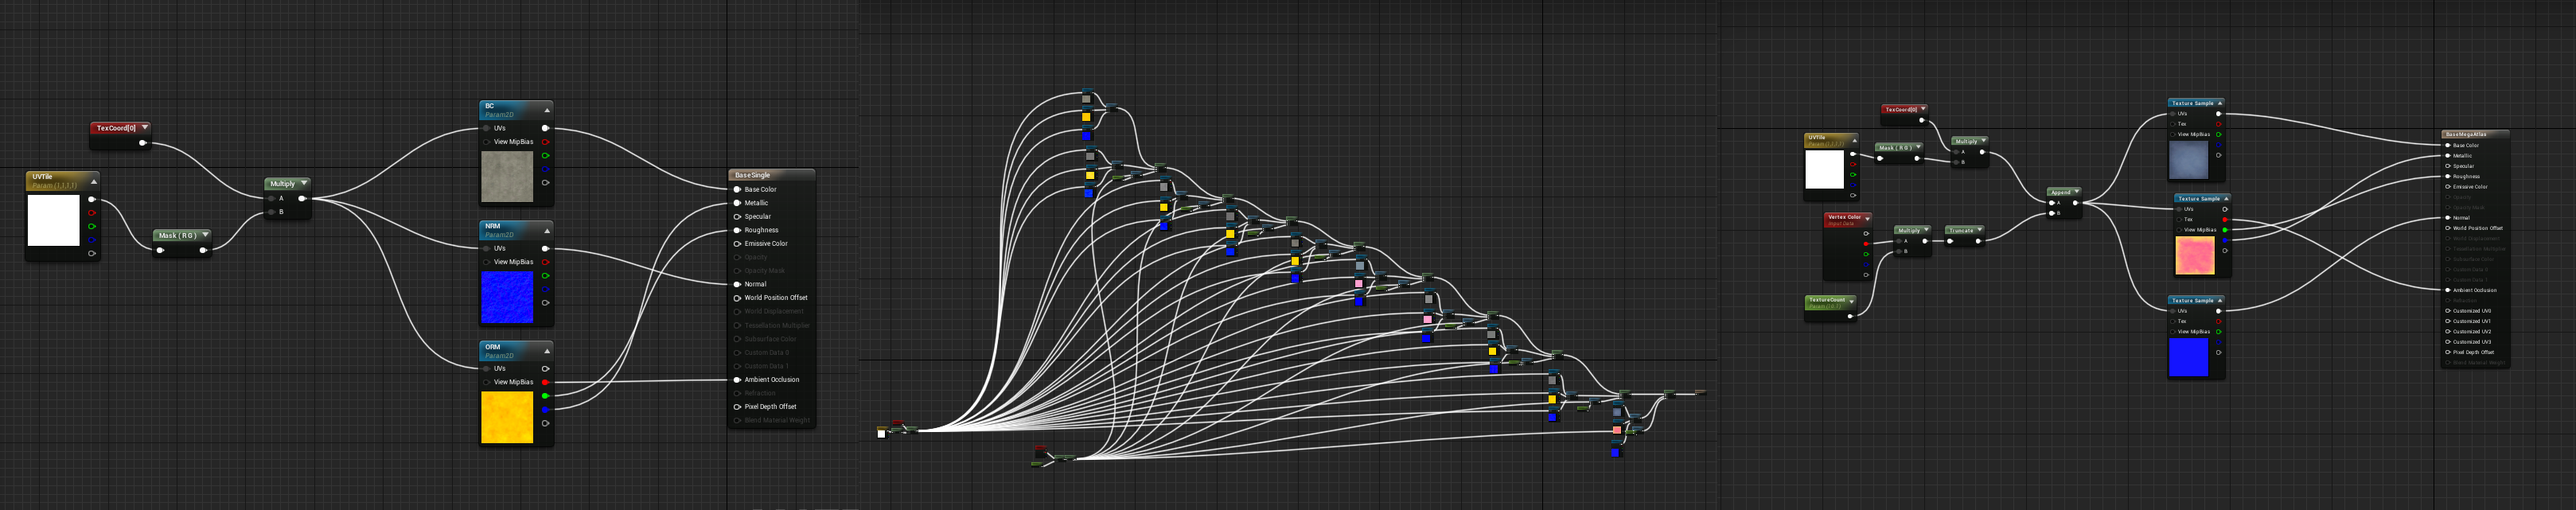 TexCoord[0]
UVTile
Param (1,1,1,1)
Mask ( R G )
Multiply
A
B
BC
Param2D
UVs
View MipBias
NRM
Param2D
UVs
View MipBias
ORM
Param2D
UVs
View MipBias
BaseSingle
Base Color
Metallic
Specular
Roughness
Emissive Color
Opacity
Opacity Mask
Normal
World Position Offset
World Displacement
Tessellation Multiplier
Subsurface Color
Custom Data 0
Custom Data 1
Ambient Occlusion
Refraction
Pixel Depth Offset
Blend Material Weight
TexCoord[0]
UVTile
Param (1,1,1,1)
Mask ( R G )
Multiply
A
B
Vertex Color
Input Data
Multiply
A
B
Truncate
TextureCount
Append
A
B
Texture Sample
UVs
Tex
View MipBias
Texture Sample
UVs
Tex
View MipBias
Texture Sample
UVs
Tex
View MipBias
BaseMegaAtlas
Base Color
Metallic
Specular
Roughness
Emissive Color
Opacity
Opacity Mask
Normal
World Position Offset
World Displacement
Tessellation Multiplier
Subsurface Color
Custom Data 0
Custom Data 1
Ambient Occlusion
Refraction
Customized UV0
Customized UV1
Customized UV2
Customized UV3
Pixel Depth Offset
Blend Material Weight